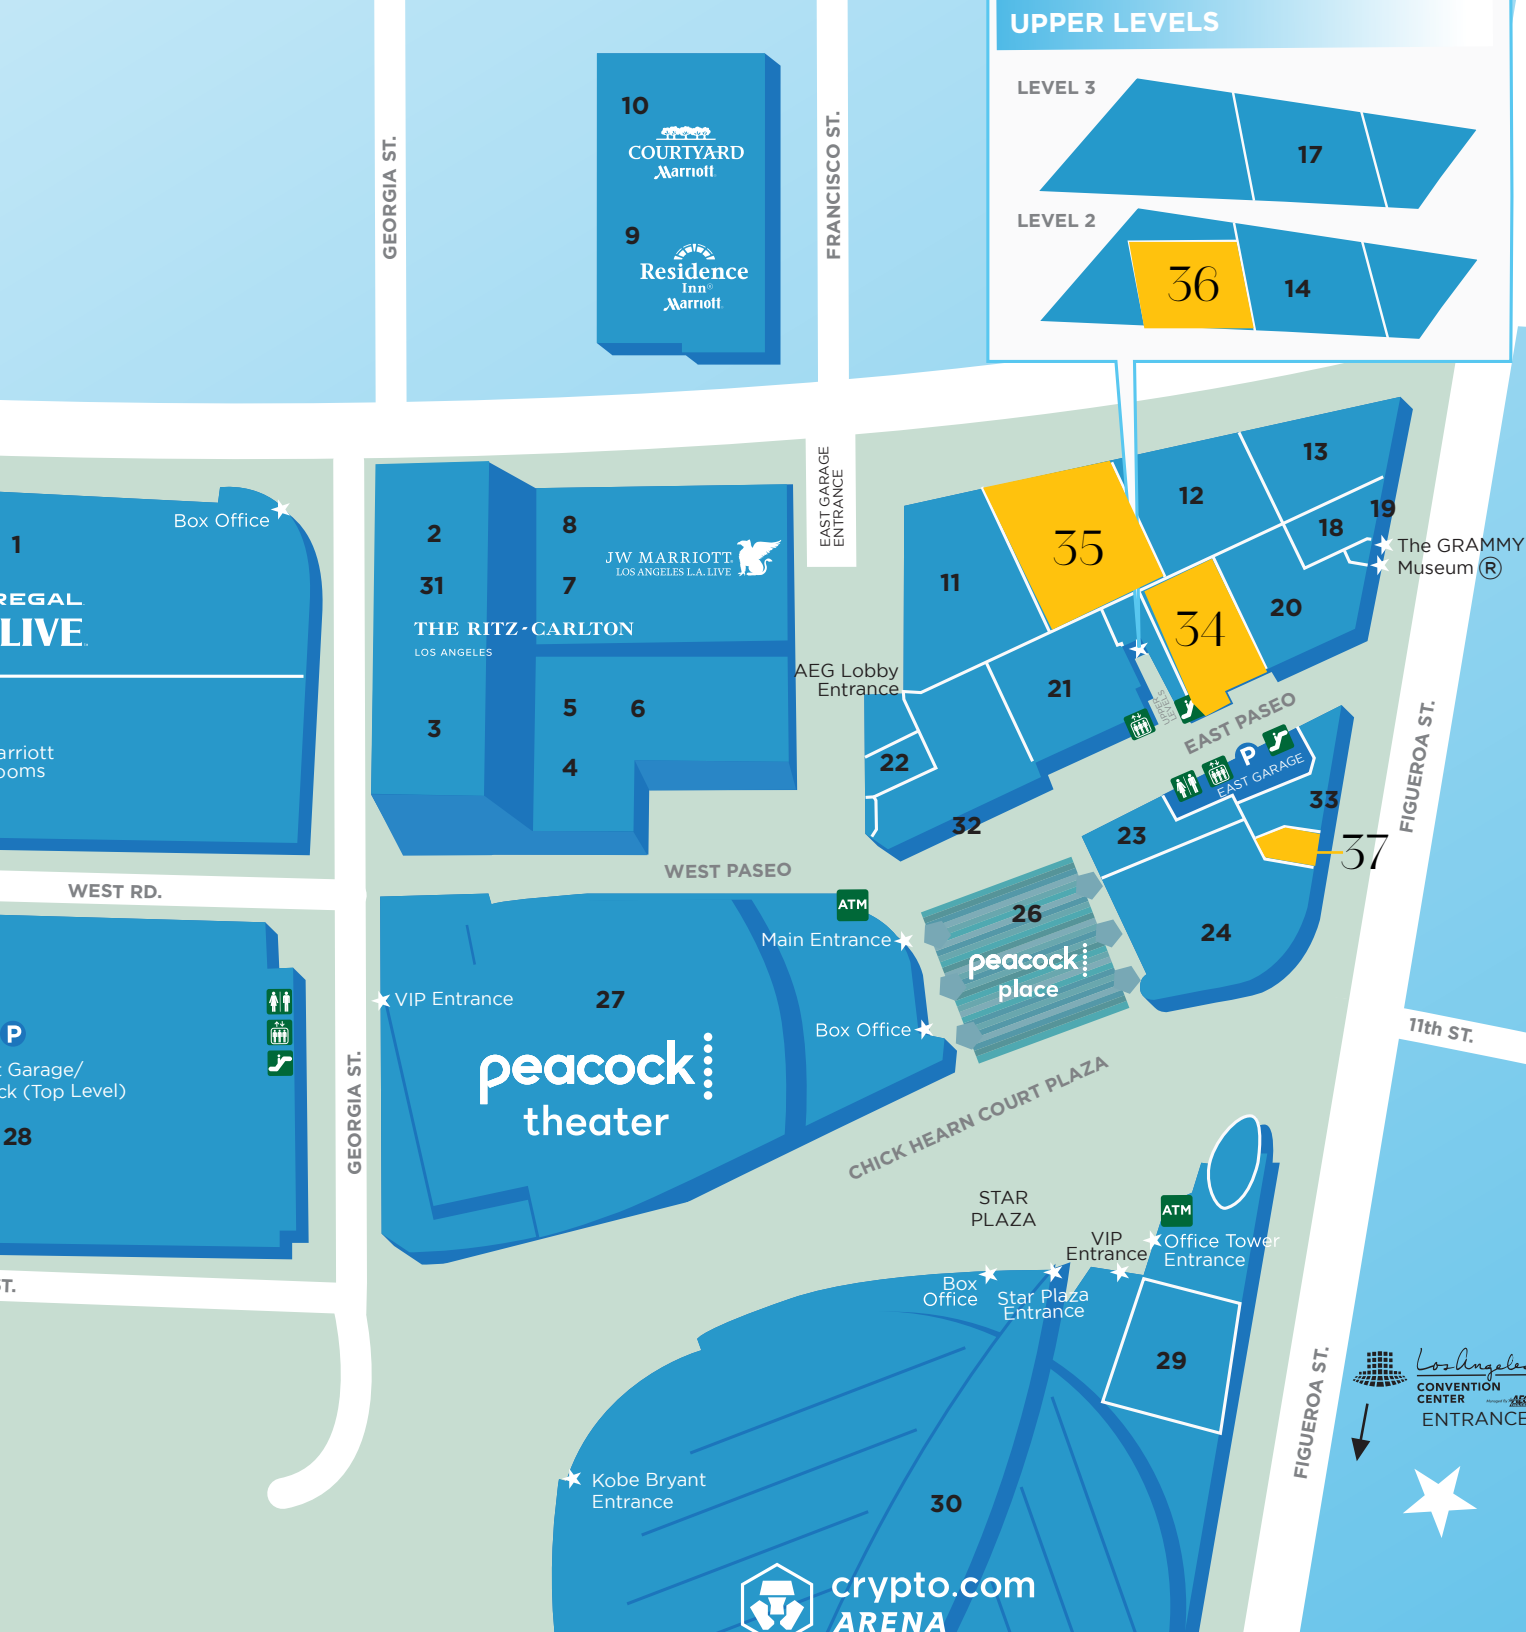 UPPER LEVELS
LEVEL 3
17
LEVEL 2
36
14
GEORGIA ST.
FRANCISCO ST.
10
COURTYARD
Marriott
9
Residence
Inn®
Marriott
EAST GARAGE
ENTRANCE
Box Office
1
REGAL
LIVE
arriott
ooms
2
31
THE RITZ-CARLTON
LOS ANGELES
3
8
JW MARRIOTT
LOS ANGELES L.A. LIVE
7
5
6
4
13
12
19
18
The GRAMMY
Museum ®
35
11
34
20
AEG Lobby
Entrance
21
UPPER
LEVELS
EAST PASEO
22
P
EAST GARAGE
33
32
23
37
FIGUEROA ST.
WEST PASEO
WEST RD.
ATM
Main Entrance
26
peacock
place
24
VIP Entrance
27
Box Office
peacock
theater
P
t Garage/
ck (Top Level)
28
GEORGIA ST.
11th ST.
CHICK HEARN COURT PLAZA
STAR
PLAZA
ATM
VIP
Entrance
Office Tower
Entrance
ST.
Box
Office
Star Plaza
Entrance
29
FIGUEROA ST.
Los Angeles
CONVENTION
CENTER
ENTRANCE
Kobe Bryant
Entrance
30
crypto.com
ARENA